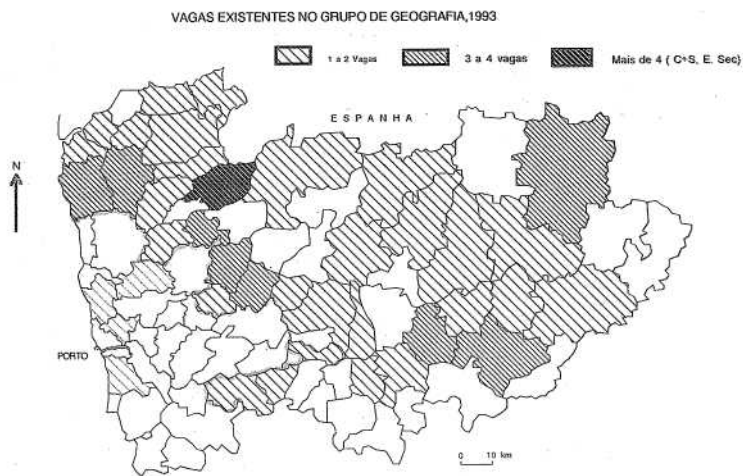 VAGAS EXISTENTES NO GRUPO DE GEOGRAFIA,1993
1 a 2 Vagas
3 a 4 vagas
Mais de 4 ( C+S, E. Sec)
ESPANHA
N
PORTO
0 10 km